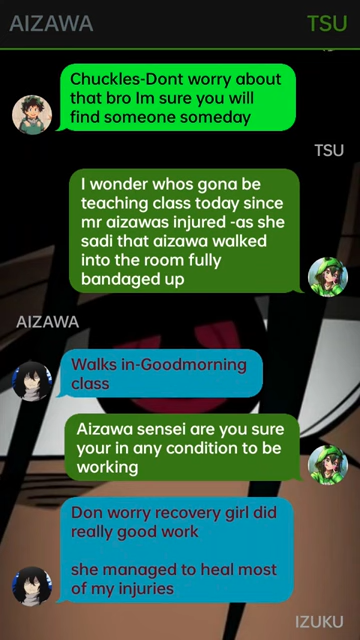 AIZAWA
TSU
Chuckles-Dont worry about
that bro Im sure you will
find someone someday
TSU
I wonder whos gona be
teaching class today since
mr aizawas injured -as she
sadi that aizawa walked
into the room fully
bandaged up
AIZAWA
Walks in-Goodmorning
class
Aizawa sensei are you sure
your in any condition to be
working
Don worry recovery girl did
really good work
she managed to heal most
of my injuries
IZUKU